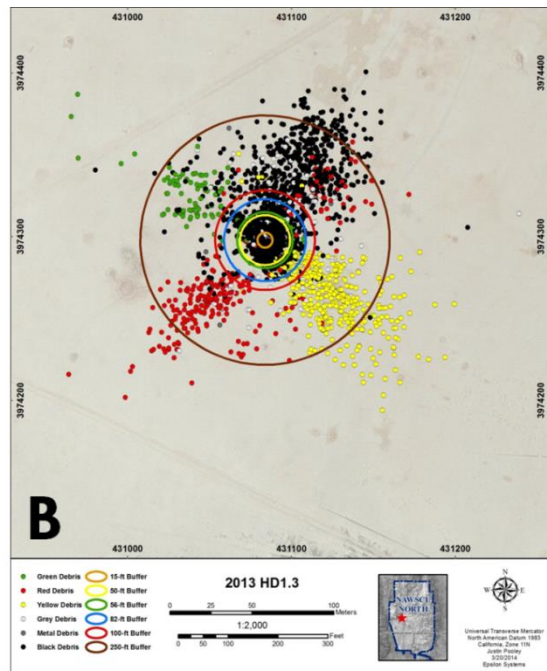 431000 431100 431200
3974400 3974400
3974300 3974300
3974200 3974200
B
431000 431100 431200
Green Debris 15-ft Buffer
Red Debris 50-ft Buffer
Yellow Debris 56-ft Buffer
Grey Debris 82-ft Buffer
Metal Debris 100-ft Buffer
Black Debris 250-ft Buffer
2013 HD1.3
0 25 50 100
Meters
1:2,000
0 50 100 200 300
Feet
NAWSCL
NORTH
N
W E
S
Universal Transverse Mercator
North American Datum 1983
California, Zone 11N
Justin Pooley
3/20/2014
Epsilon Systems